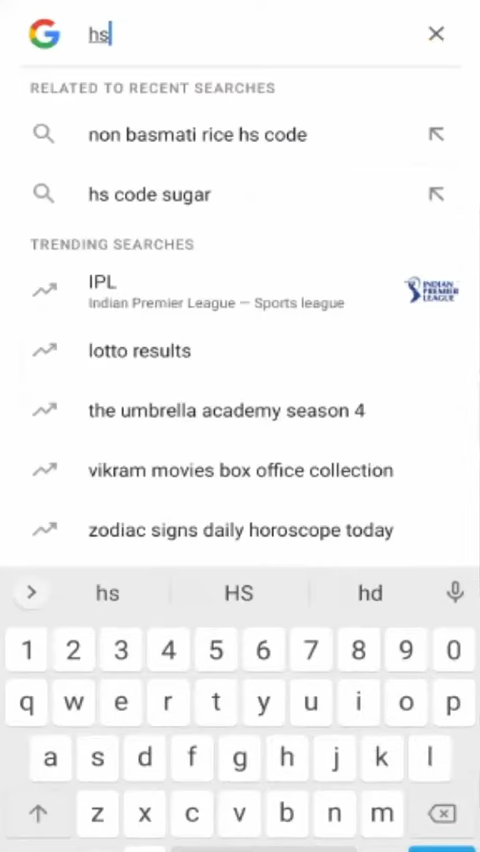 hs
RELATED TO RECENT SEARCHES
non basmati rice hs code
hs code sugar
TRENDING SEARCHES
IPL
Indian Premier League — Sports league
INDIAN
PREMIER
LEAGUE
lotto results
the umbrella academy season 4
vikram movies box office collection
zodiac signs daily horoscope today
hs HS hd
1 2 3 4 5 6 7 8 9 0
q w e r t y u i o p
a s d f g h j k l
z x c v b n m